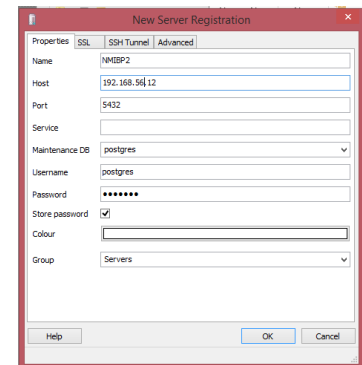 New Server Registration ×
Properties SSL SSH Tunnel Advanced
Name NMIBP2
Host 192.168.56.12
Port 5432
Service
Maintenance DB postgres
Username postgres
Password •••••••
Store password
Colour
Group Servers
Help OK Cancel